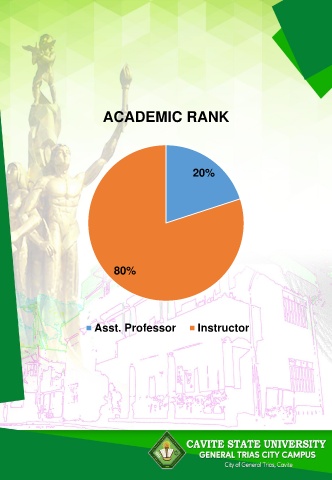 ACADEMIC RANK
20%
80%
Asst. Professor Instructor
CAVITE STATE UNIVERSITY
GENERAL TRIAS CITY CAMPUS
City of General Trias, Cavite